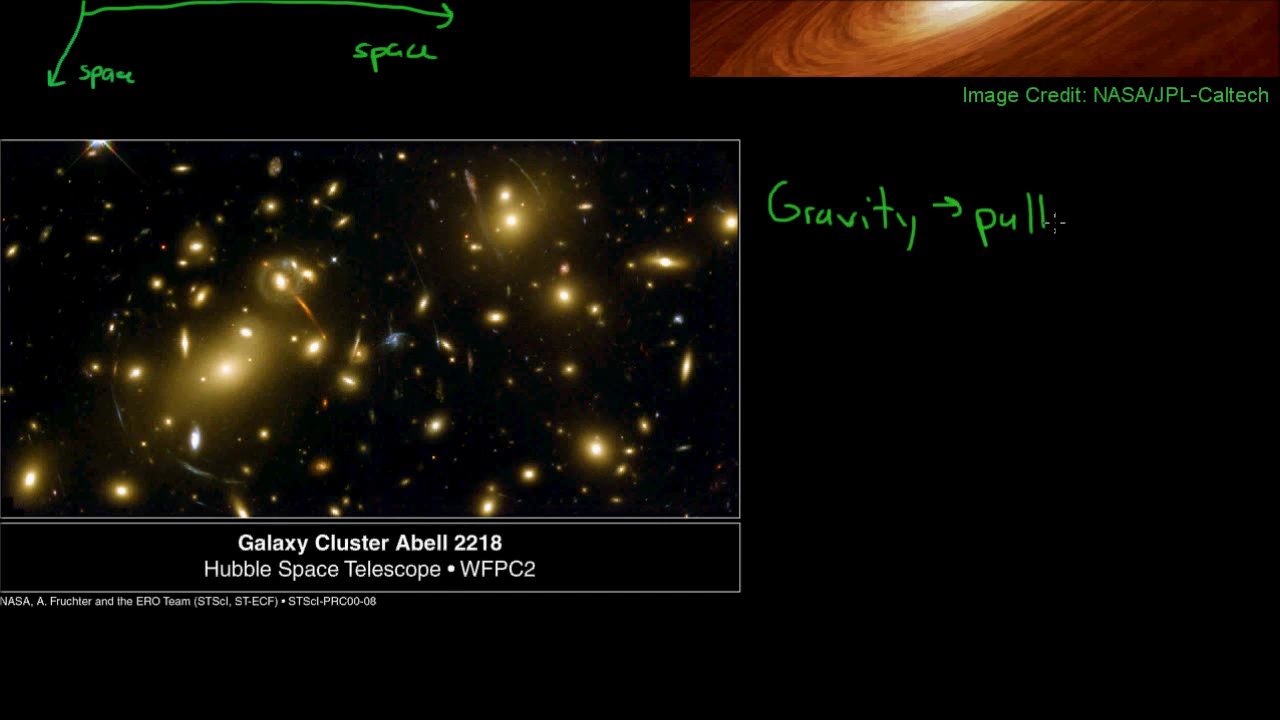 space
space
Image Credit: NASA/JPL-Caltech
Gravity → pull
Galaxy Cluster Abell 2218
Hubble Space Telescope • WFPC2
NASA, A. Fruchter and the ERO Team (STScI, ST-ECF) • STScI-PRC00-08